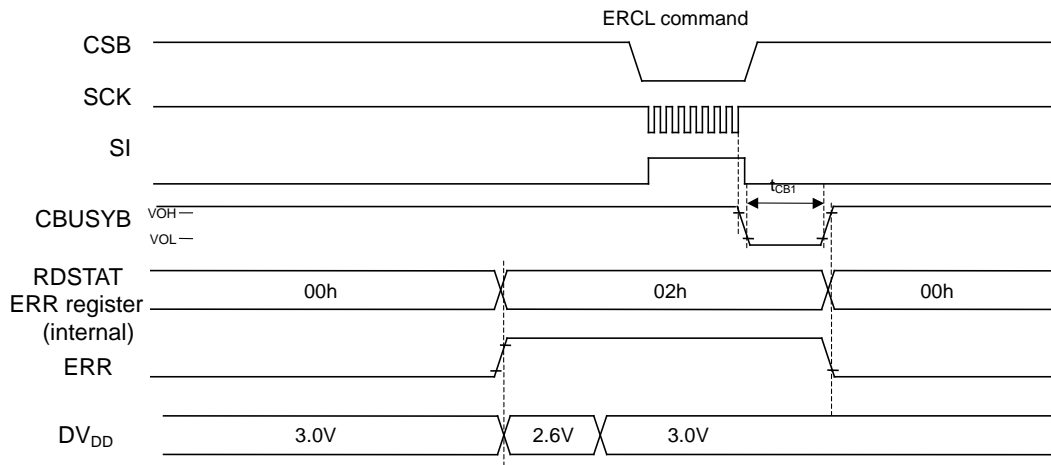 ERCL command
CSB
SCK
SI
tCB1
CBUSYB
VOH
VOL
RDSTAT
ERR register
(internal)
00h
02h
00h
ERR
DVDD
3.0V
2.6V
3.0V